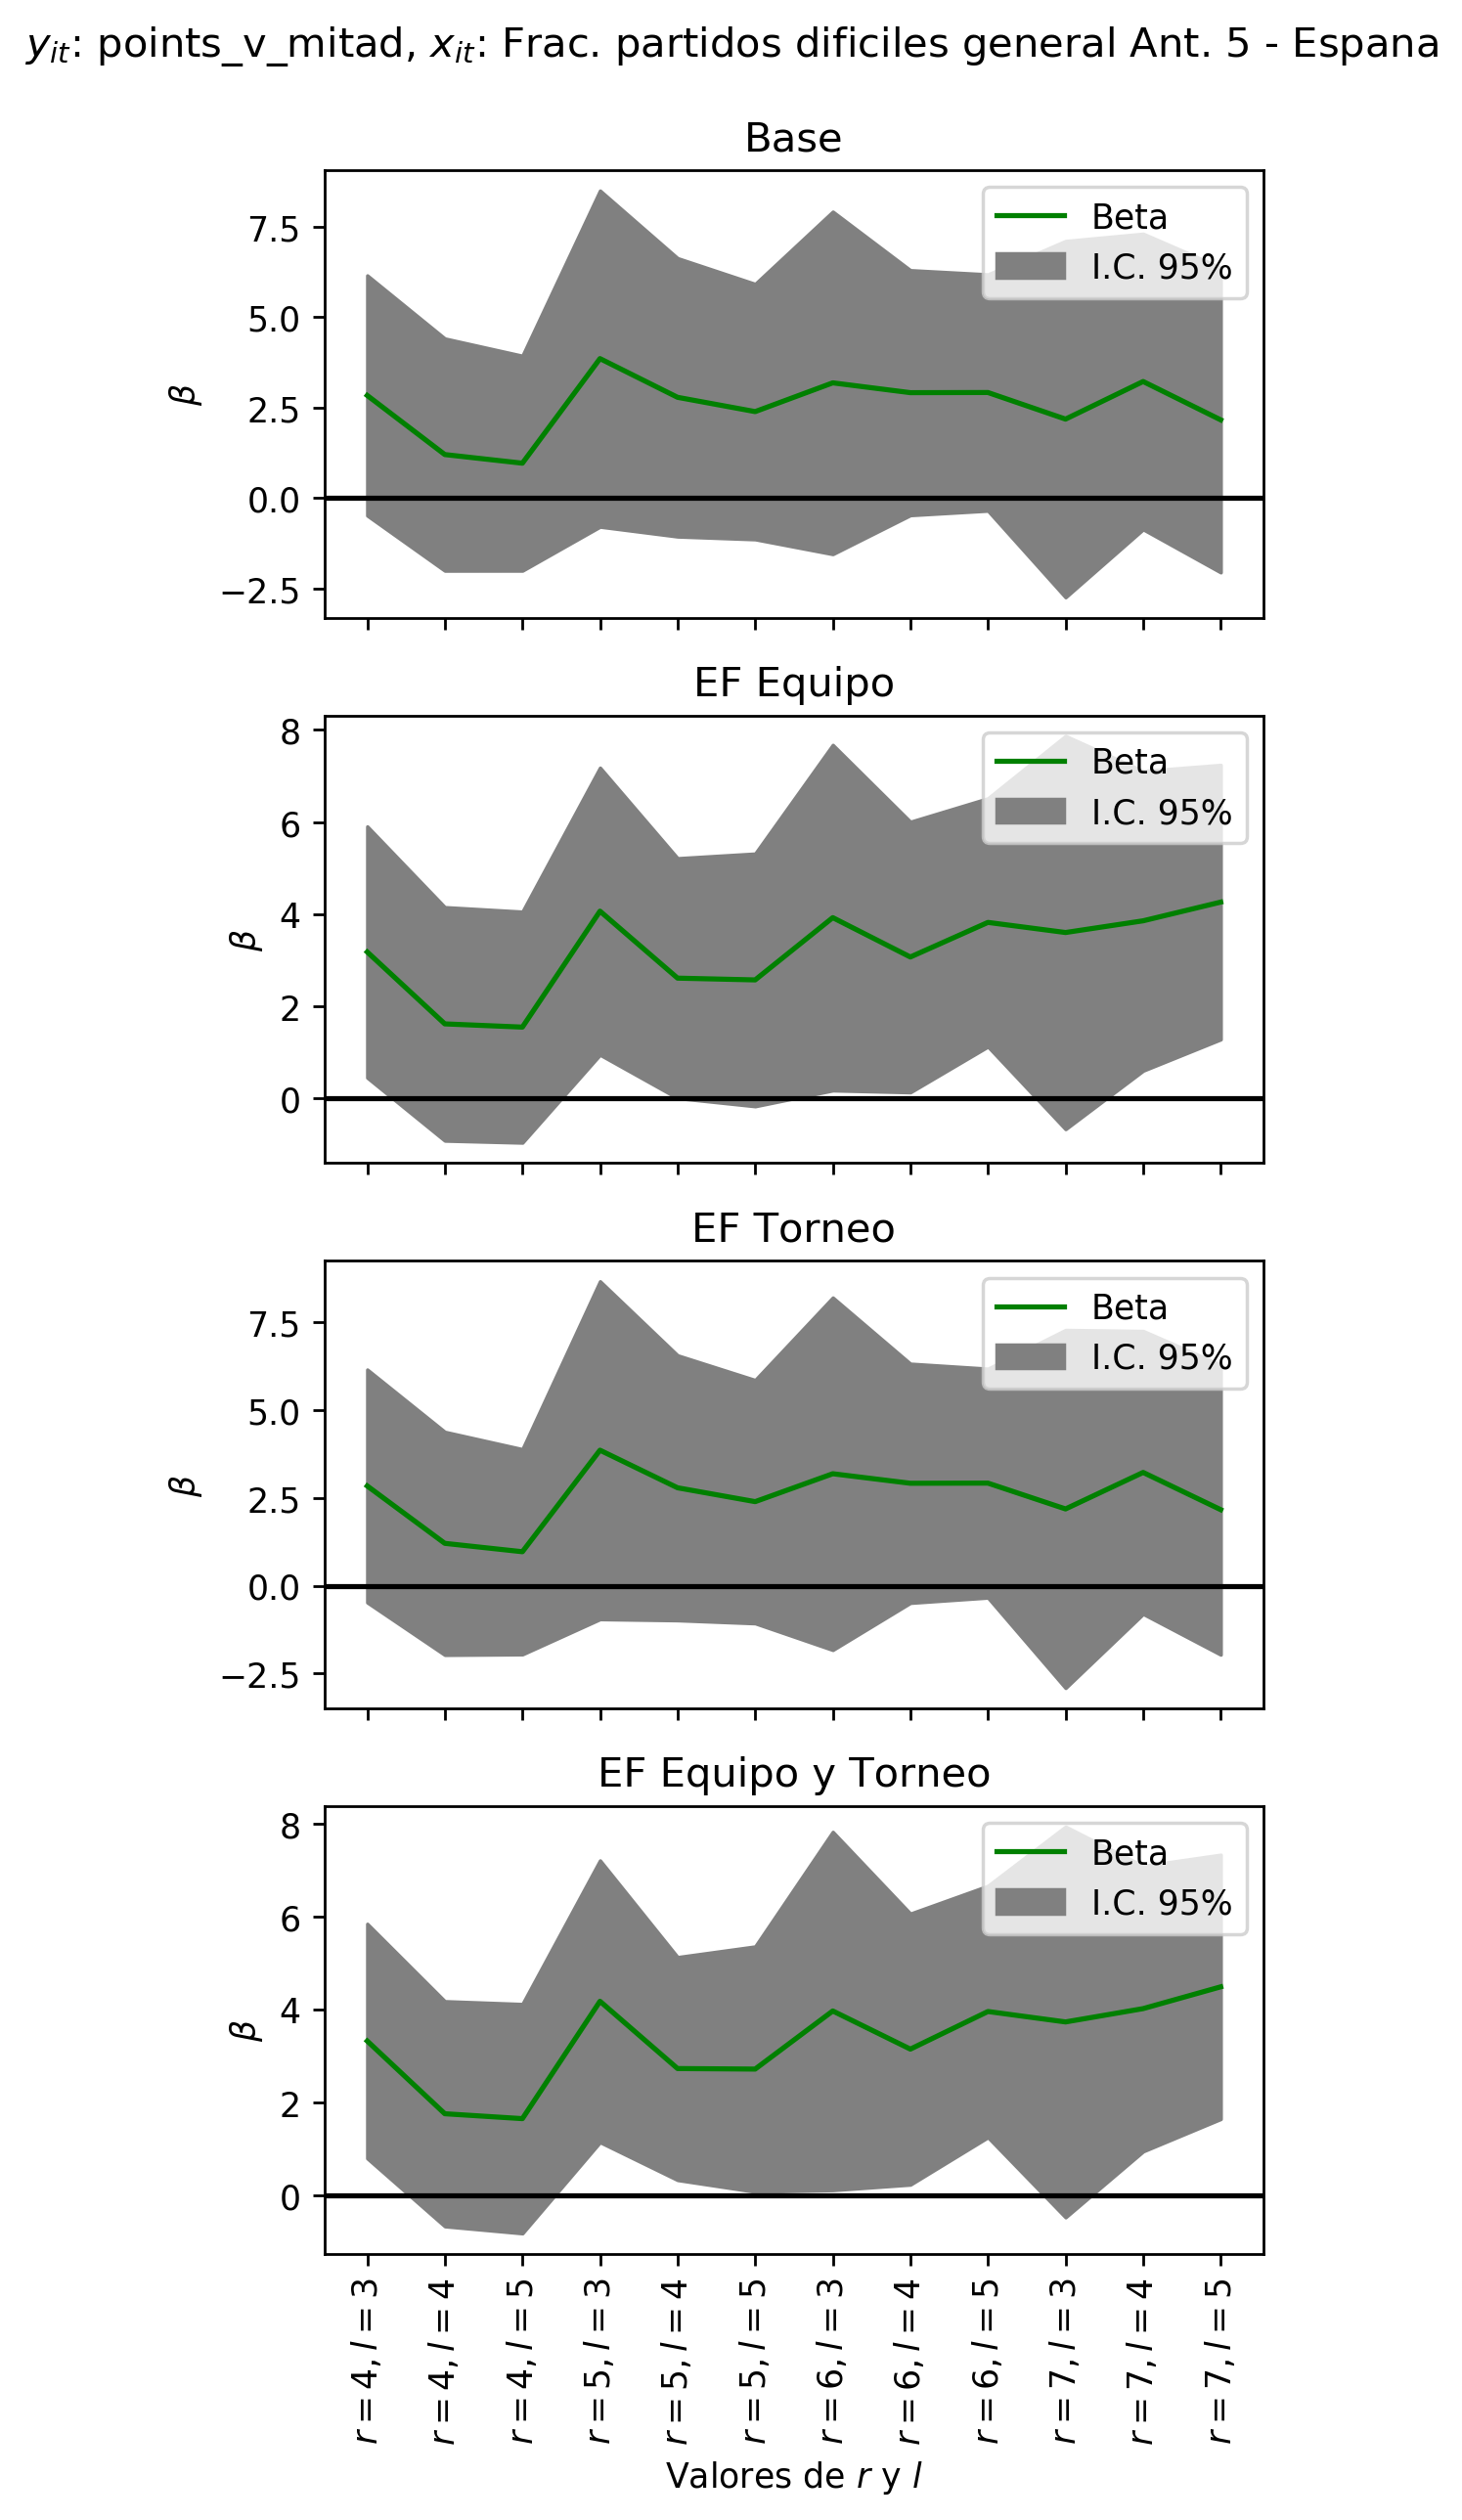 y_it: points_v_mitad, x_it: Frac. partidos dificiles general Ant. 5 - Espana
Base
Beta
I.C. 95%
7.5
5.0
2.5
0.0
−2.5
β
EF Equipo
Beta
I.C. 95%
8
6
4
2
0
β
EF Torneo
Beta
I.C. 95%
7.5
5.0
2.5
0.0
−2.5
β
EF Equipo y Torneo
Beta
I.C. 95%
8
6
4
2
0
β
r = 4, l = 3
r = 4, l = 4
r = 4, l = 5
r = 5, l = 3
r = 5, l = 4
r = 5, l = 5
r = 6, l = 3
r = 6, l = 4
r = 6, l = 5
r = 7, l = 3
r = 7, l = 4
r = 7, l = 5
Valores de r y l